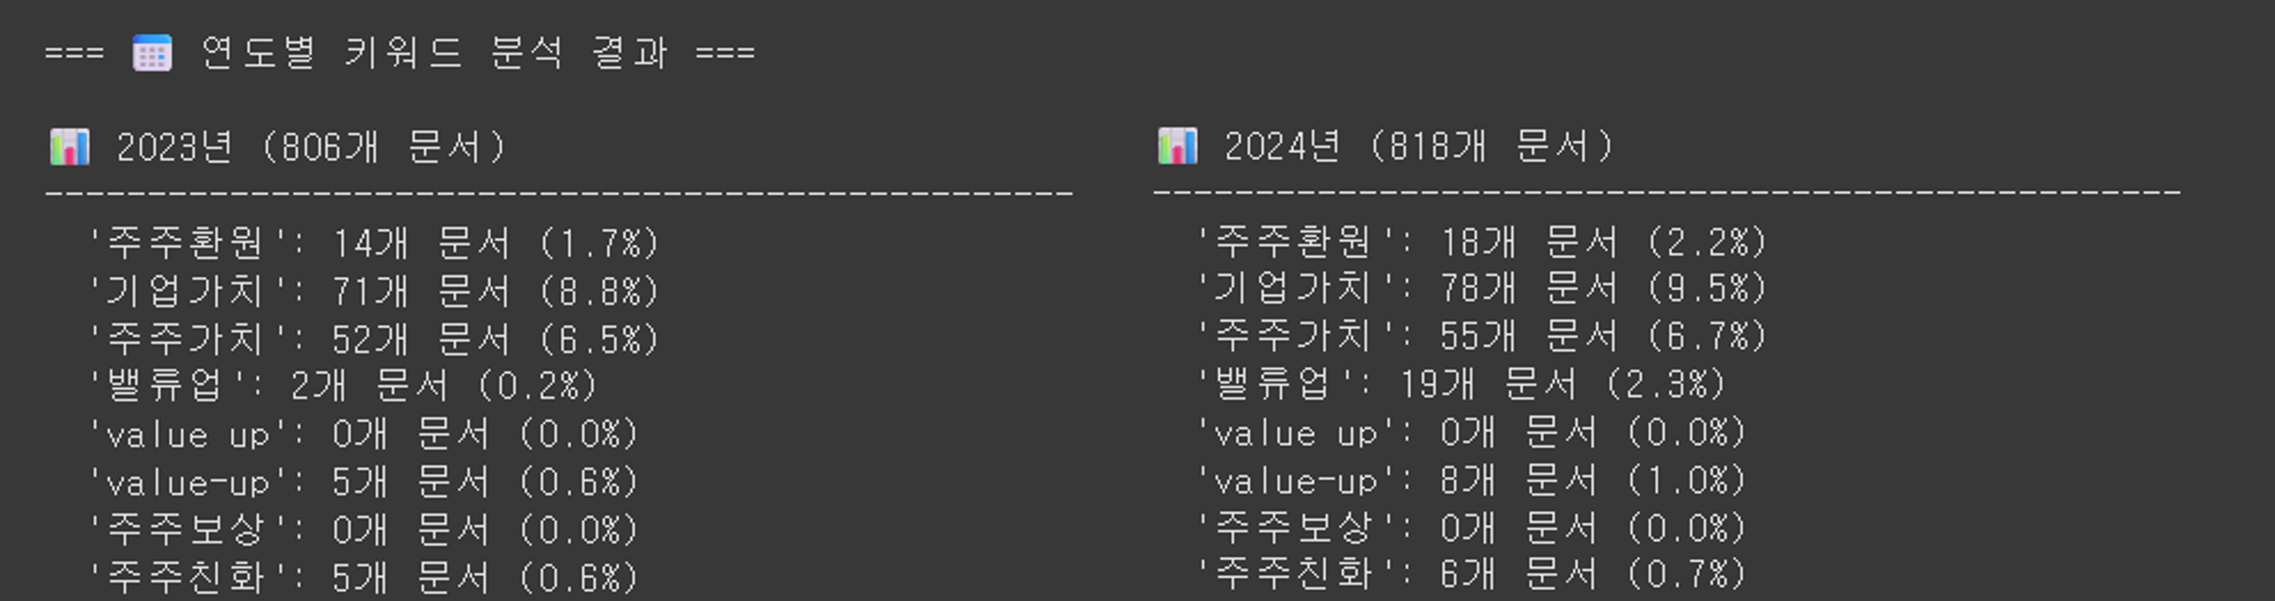 === 📅 연도별 키워드 분석 결과 ===
📊 2023년 (806개 문서)
--------------------------------------------------
'주주환원': 14개 문서 (1.7%)
'기업가치': 71개 문서 (8.8%)
'주주가치': 52개 문서 (6.5%)
'밸류업': 2개 문서 (0.2%)
'value up': 0개 문서 (0.0%)
'value-up': 5개 문서 (0.6%)
'주주보상': 0개 문서 (0.0%)
'주주친화': 5개 문서 (0.6%)
📊 2024년 (818개 문서)
--------------------------------------------------
'주주환원': 18개 문서 (2.2%)
'기업가치': 78개 문서 (9.5%)
'주주가치': 55개 문서 (6.7%)
'밸류업': 19개 문서 (2.3%)
'value up': 0개 문서 (0.0%)
'value-up': 8개 문서 (1.0%)
'주주보상': 0개 문서 (0.0%)
'주주친화': 6개 문서 (0.7%)